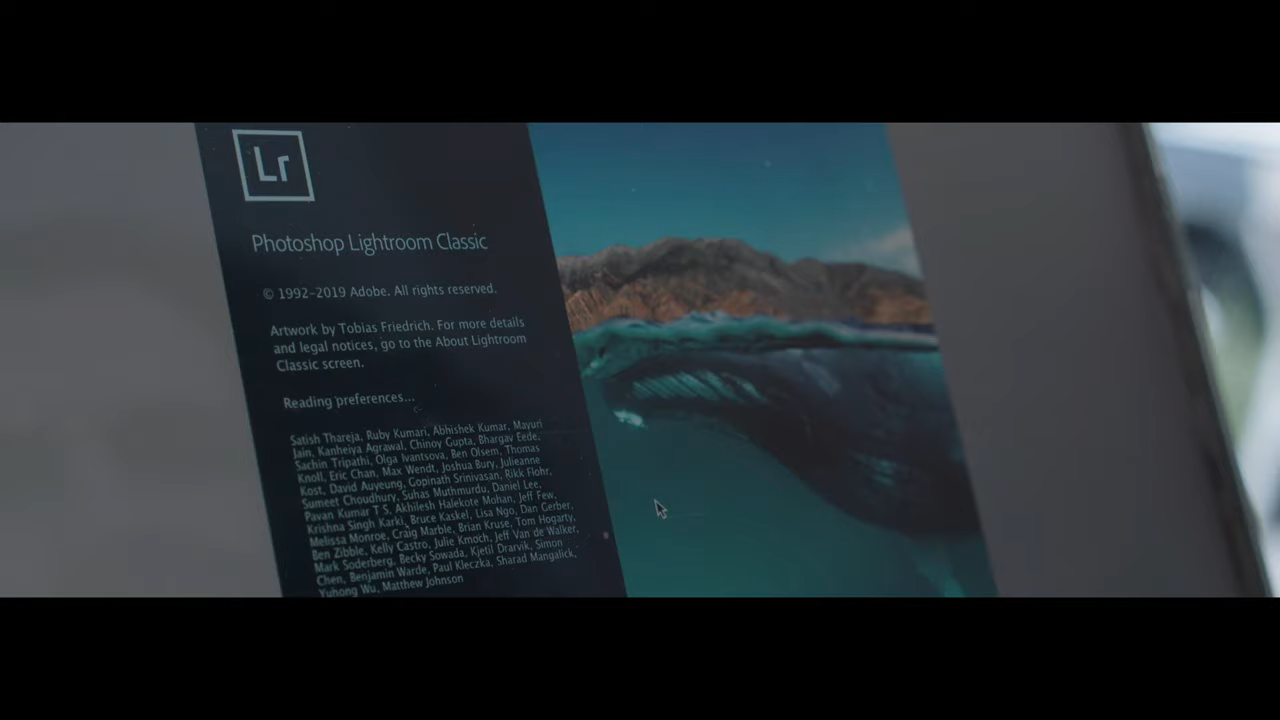 Lr
Photoshop Lightroom Classic
© 1992-2019 Adobe. All rights reserved.
Artwork by Tobias Friedrich. For more details
and legal notices, go to the About Lightroom
Classic screen.
Reading preferences...
Satish Thareja, Ruby Kumari, Abhishek Kumar, Mayuri
Jain, Kanheiya Agrawal, Chinoy Gupta, Bhargav Eede,
Sachin Tripathi, Olga Ivantsova, Ben Olsem, Thomas
Knoll, Eric Chan, Max Wendt, Joshua Bury, Julieanne
Kost, David Auyeung, Gopinath Srinivasan, Rikk Flohr,
Sumeet Choudhury, Suhas Muthmurdu, Daniel Lee,
Pavan Kumar T S, Akhilesh Halekote Mohan, Jeff Few,
Krishna Singh Karki, Bruce Kaskel, Lisa Ngo, Dan Gerber,
Melissa Monroe, Craig Marble, Brian Kruse, Tom Hogarty,
Ben Zibble, Kelly Castro, Julie Kmoch, Jeff Van de Walker,
Mark Soderberg, Becky Sowada, Kjetil Drarvik, Simon
Chen, Benjamin Warde, Paul Kleczka, Sharad Mangalick,
Yuhong Wu, Matthew Johnson